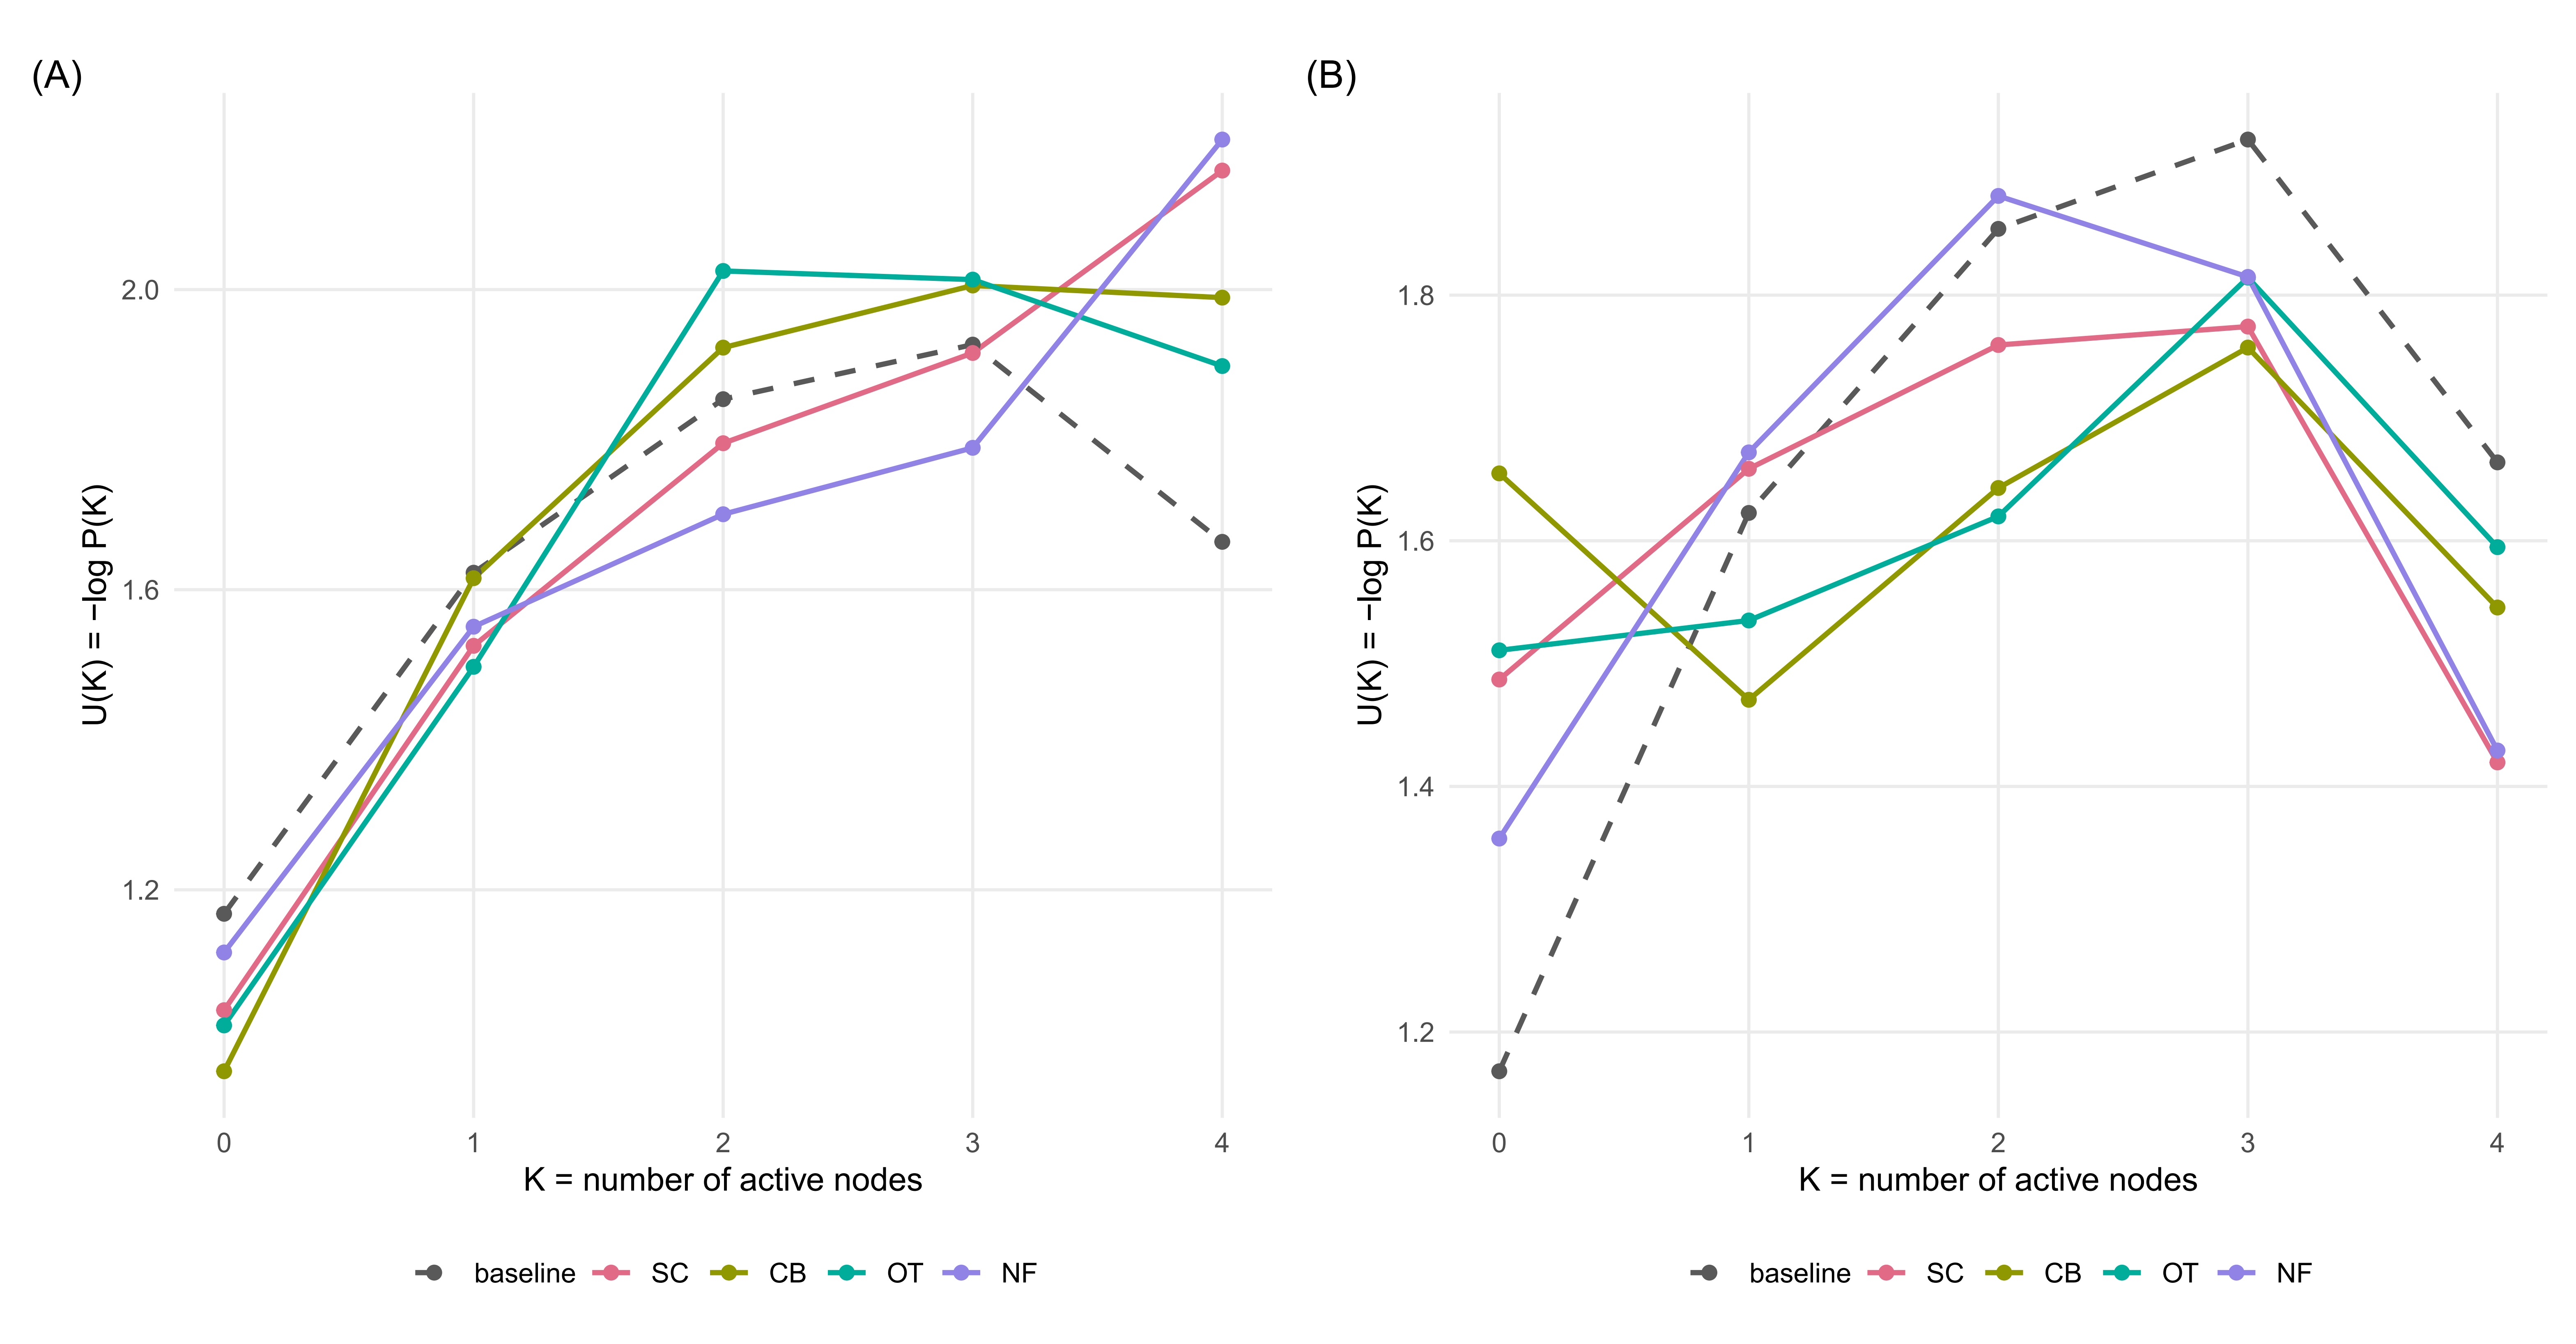 (A)
U(K) = −log P(K)
2.0
1.6
1.2
0 1 2 3 4
K = number of active nodes
baseline SC CB OT NF
(B)
U(K) = −log P(K)
1.8
1.6
1.4
1.2
0 1 2 3 4
K = number of active nodes
baseline SC CB OT NF